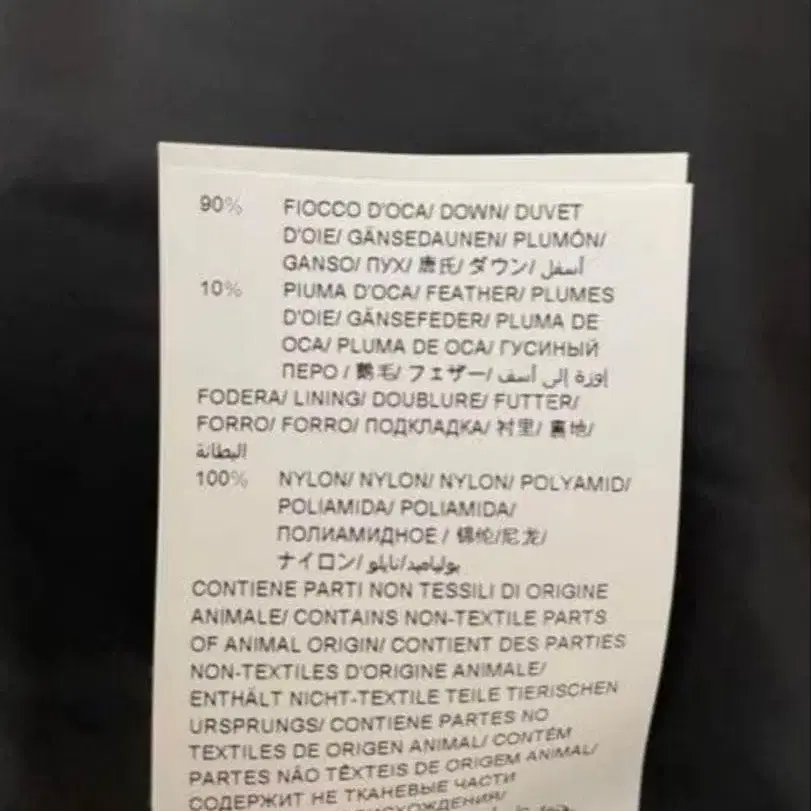 90% FIOCCO D'OCA/ DOWN/ DUVET
D'OIE/ GÄNSEDAUNEN/ PLUMÓN/
GANSO/ ПУХ/ 唐氏/ ダウン/ أسفل
10% PIUMA D'OCA/ FEATHER/ PLUMES
D'OIE/ GÄNSEFEDER/ PLUMA DE
OCA/ PLUMA DE OCA/ ГУСИНЫЙ
ПЕРО / 鵝毛/ フェザー/ إوزة إلى أسف
FODERA/ LINING/ DOUBLURE/ FUTTER/
FORRO/ FORRO/ ПОДКЛАДКА/ 衬里/ 裏地/
البطانة
100% NYLON/ NYLON/ NYLON/ POLYAMID/
POLIAMIDA/ POLIAMIDA/
ПОЛИАМИДНОЕ / 锦纶/尼龙/
ナイロン/ بولياميد/نايلو
CONTIENE PARTI NON TESSILI DI ORIGINE
ANIMALE/ CONTAINS NON-TEXTILE PARTS
OF ANIMAL ORIGIN/ CONTIENT DES PARTIES
NON-TEXTILES D'ORIGINE ANIMALE/
ENTHÄLT NICHT-TEXTILE TEILE TIERISCHEN
URSPRUNGS/ CONTIENE PARTES NO
TEXTILES DE ORIGEN ANIMAL/ CONTÉM
PARTES NÃO TÊXTEIS DE ORIGEM ANIMAL/
СОДЕРЖИТ НЕ ТКАНЕВЫЕ ЧАСТИ